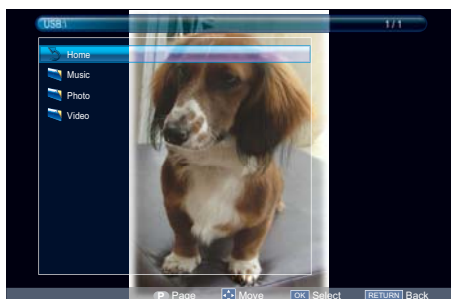 USB:\ 1 / 1
Home
Music
Photo
Video
P Page Move OK Select RETURN Back